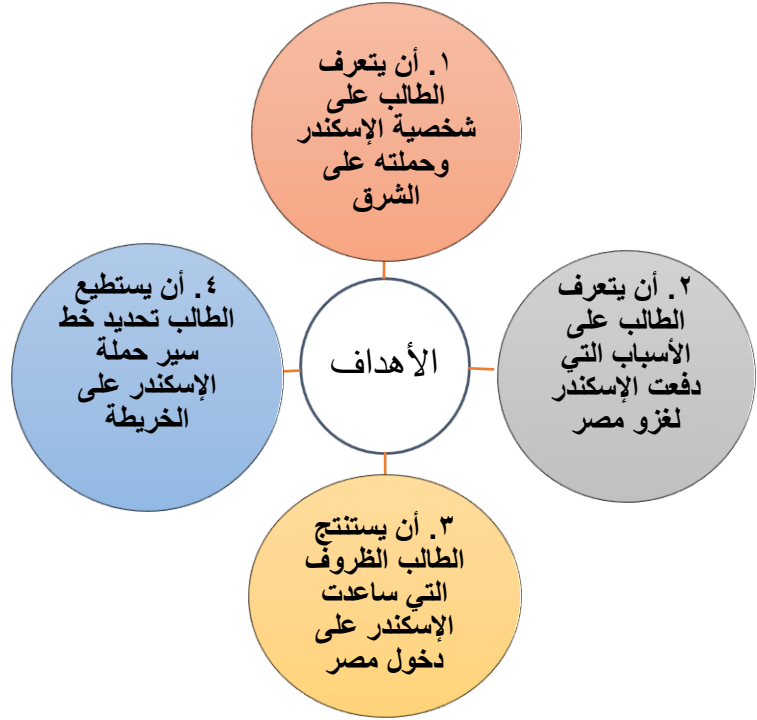 ١. أن يتعرف
الطالب على
شخصية الإسكندر
وحملته على
الشرق
٢. أن يتعرف
الطالب على
الأسباب التي
دفعت الإسكندر
لغزو مصر
٣. أن يستنتج
الطالب الظروف
التي ساعدت
الإسكندر على
دخول مصر
٤. أن يستطيع
الطالب تحديد خط
سير حملة
الإسكندر على
الخريطة
الأهداف